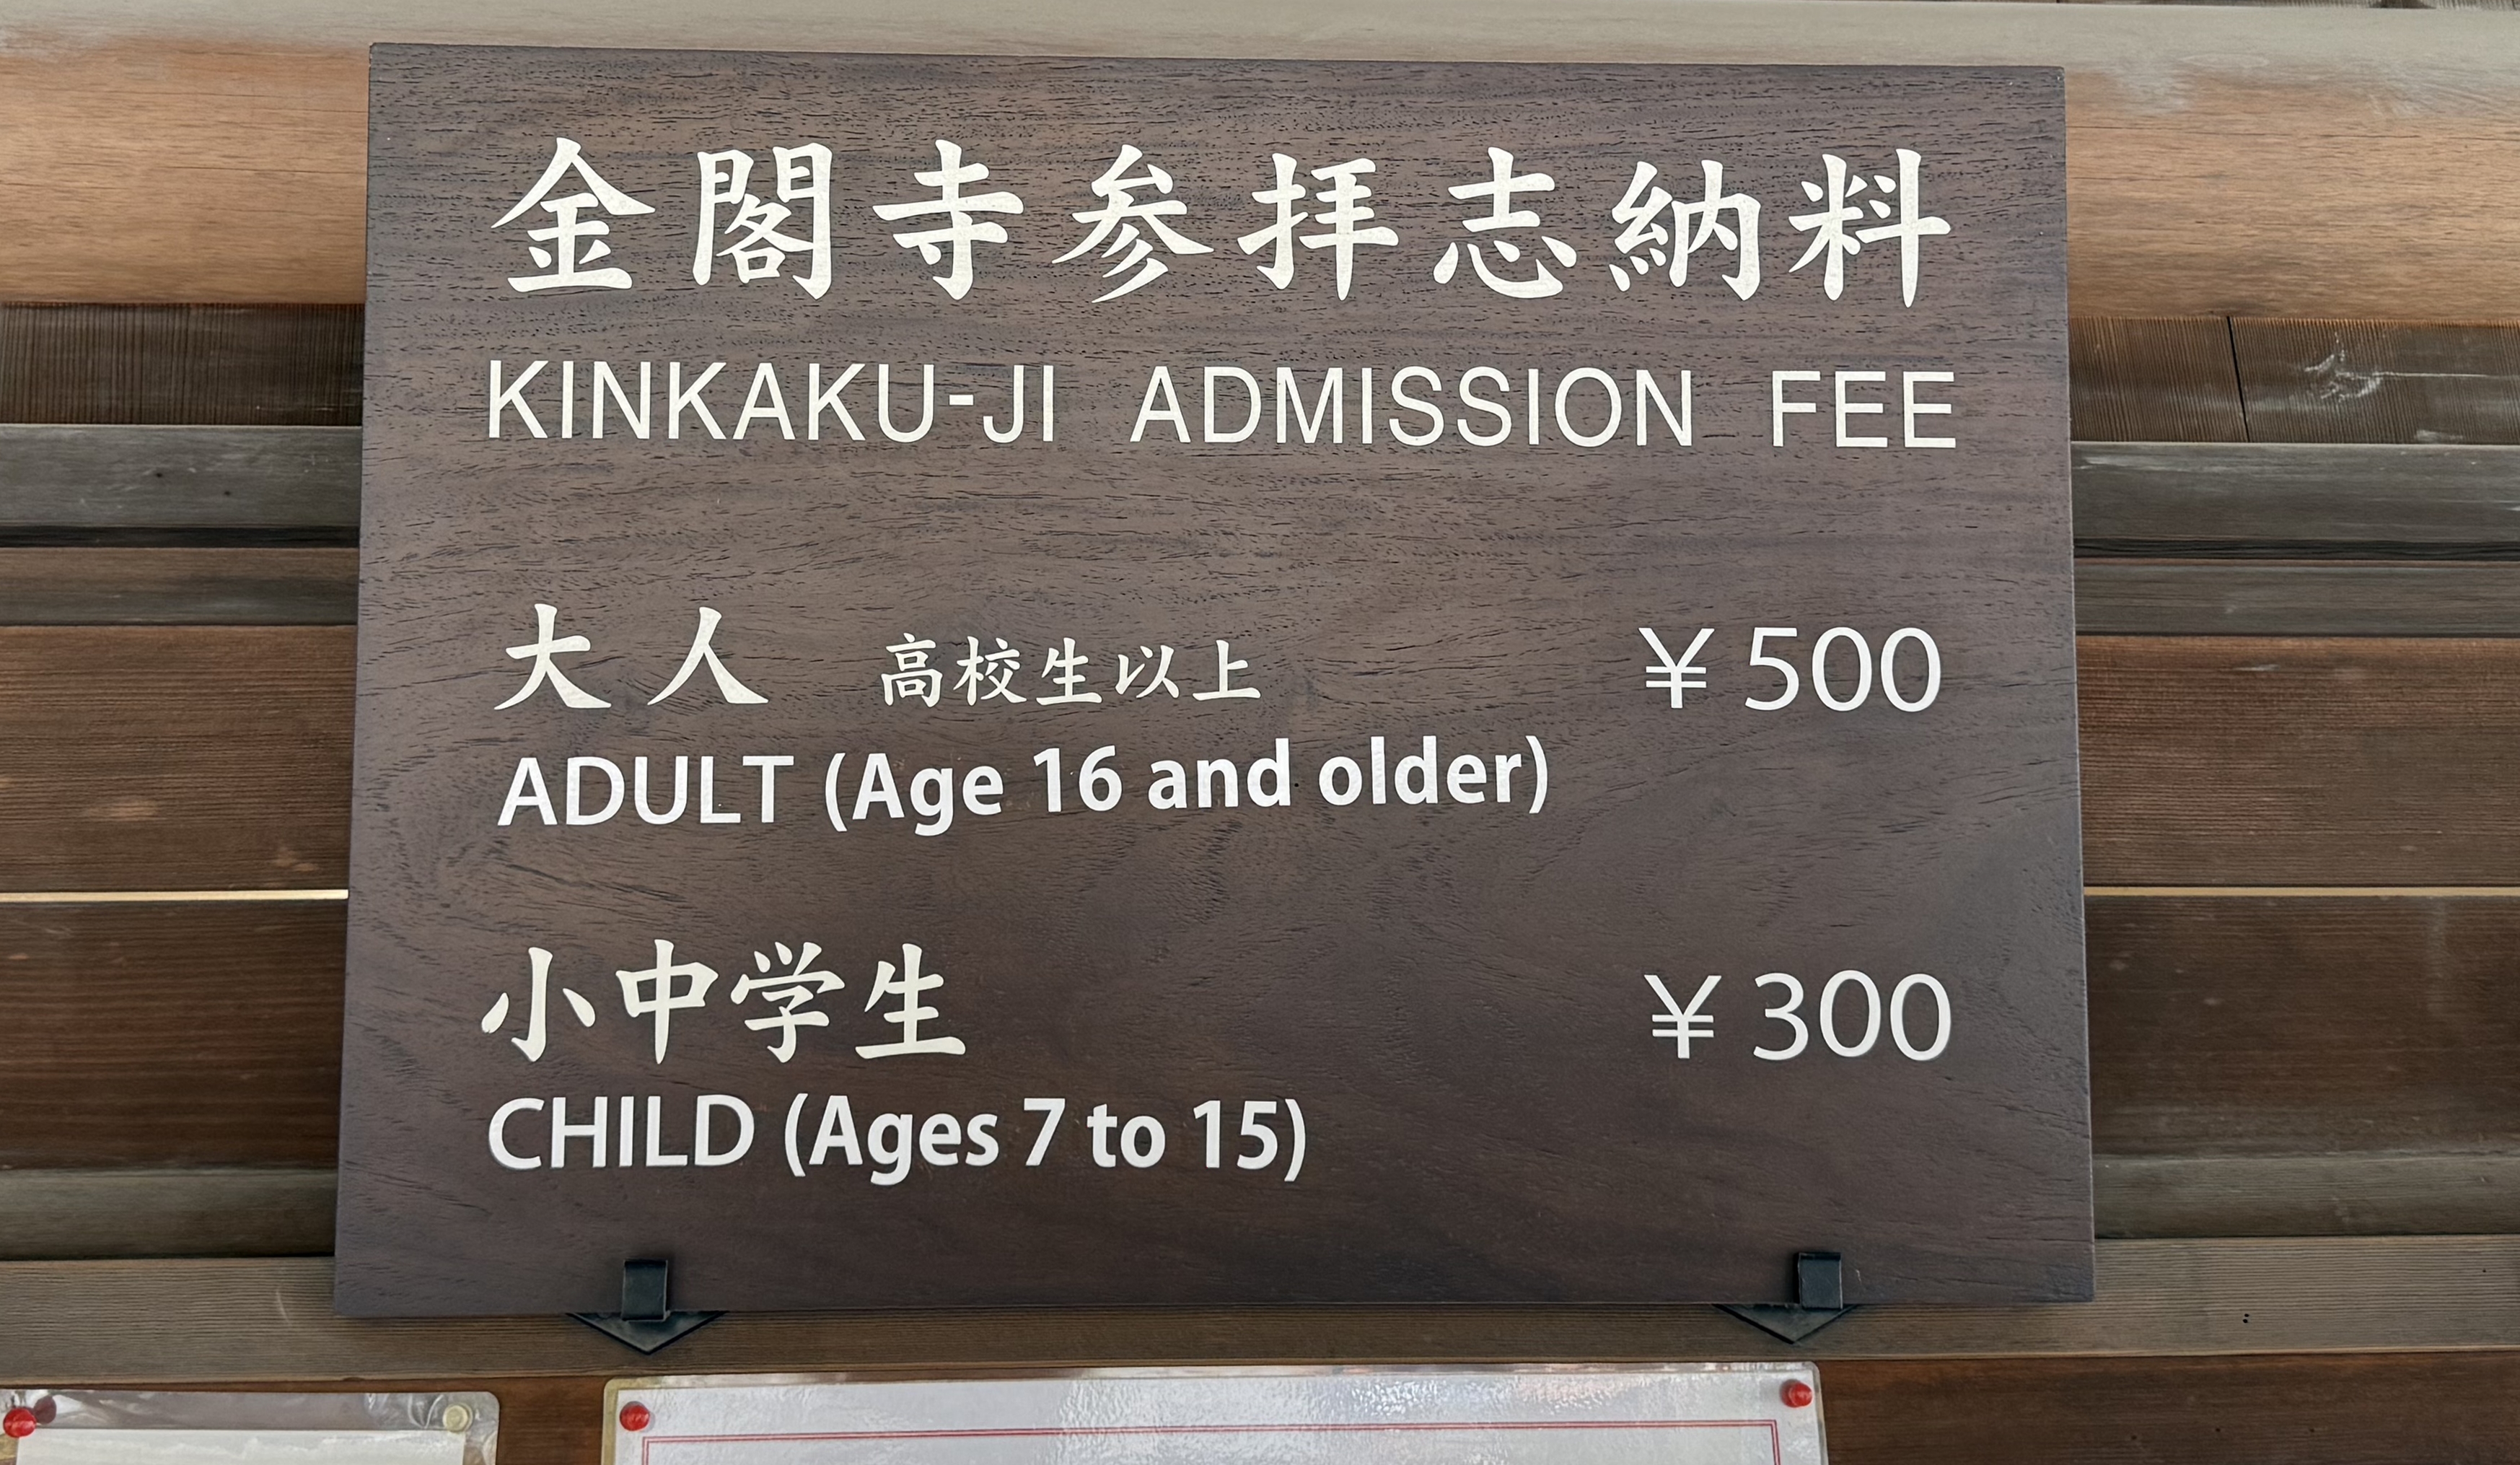 金閣寺参拝志納料
KINKAKU-JI ADMISSION FEE
大人 高校生以上 ¥500
ADULT (Age 16 and older)
小中学生 ¥300
CHILD (Ages 7 to 15)